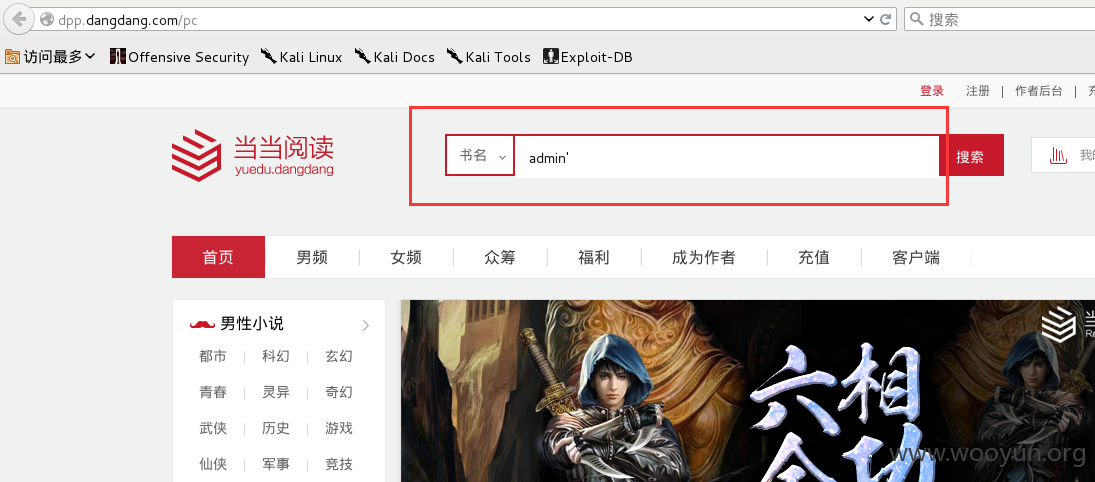 dpp.dangdang.com/pc
搜索
访问最多 Offensive Security Kali Linux Kali Docs Kali Tools Exploit-DB
登录 注册 | 作者后台 |
当当阅读
yuedu.dangdang
书名 admin' 搜索
首页 男频 女频 众筹 福利 成为作者 充值 客户端
男性小说
都市 科幻 玄幻
青春 灵异 奇幻
武侠 历史 游戏
仙侠 军事 竞技
六相
www.wooyun.org